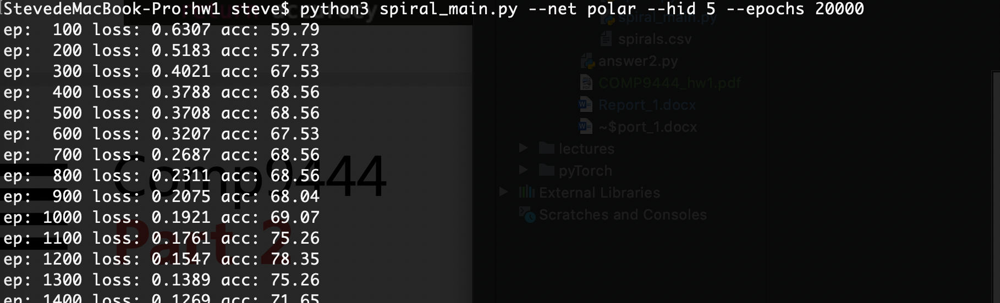 StevedeMacBook-Pro:hw1 steve$ python3 spiral_main.py --net polar --hid 5 --epochs 20000
ep:  100 loss: 0.6307 acc: 59.79
ep:  200 loss: 0.5183 acc: 57.73
ep:  300 loss: 0.4021 acc: 67.53
ep:  400 loss: 0.3788 acc: 68.56
ep:  500 loss: 0.3708 acc: 68.56
ep:  600 loss: 0.3207 acc: 67.53
ep:  700 loss: 0.2687 acc: 68.56
ep:  800 loss: 0.2311 acc: 68.56
ep:  900 loss: 0.2075 acc: 68.04
ep: 1000 loss: 0.1921 acc: 69.07
ep: 1100 loss: 0.1761 acc: 75.26
ep: 1200 loss: 0.1547 acc: 78.35
ep: 1300 loss: 0.1389 acc: 75.26
ep: 1400 loss: 0.1269 acc: 71.65
return accuracy
Comp9444
Part 2
spiral_main.py
spirals.csv
answer2.py
COMP9444_hw1.pdf
Report_1.docx
~$port_1.docx
lectures
pyTorch
External Libraries
Scratches and Consoles